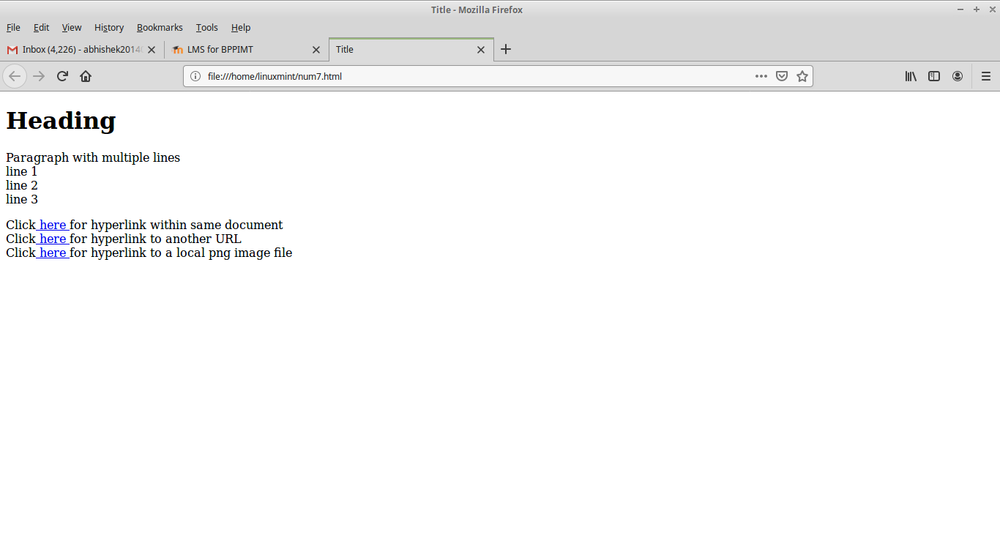 Title - Mozilla Firefox
File Edit View History Bookmarks Tools Help
Inbox (4,226) - abhishek2014
LMS for BPPIMT
Title
file:///home/linuxmint/num7.html
Heading
Paragraph with multiple lines
line 1
line 2
line 3
Click here for hyperlink within same document
Click here for hyperlink to another URL
Click here for hyperlink to a local png image file